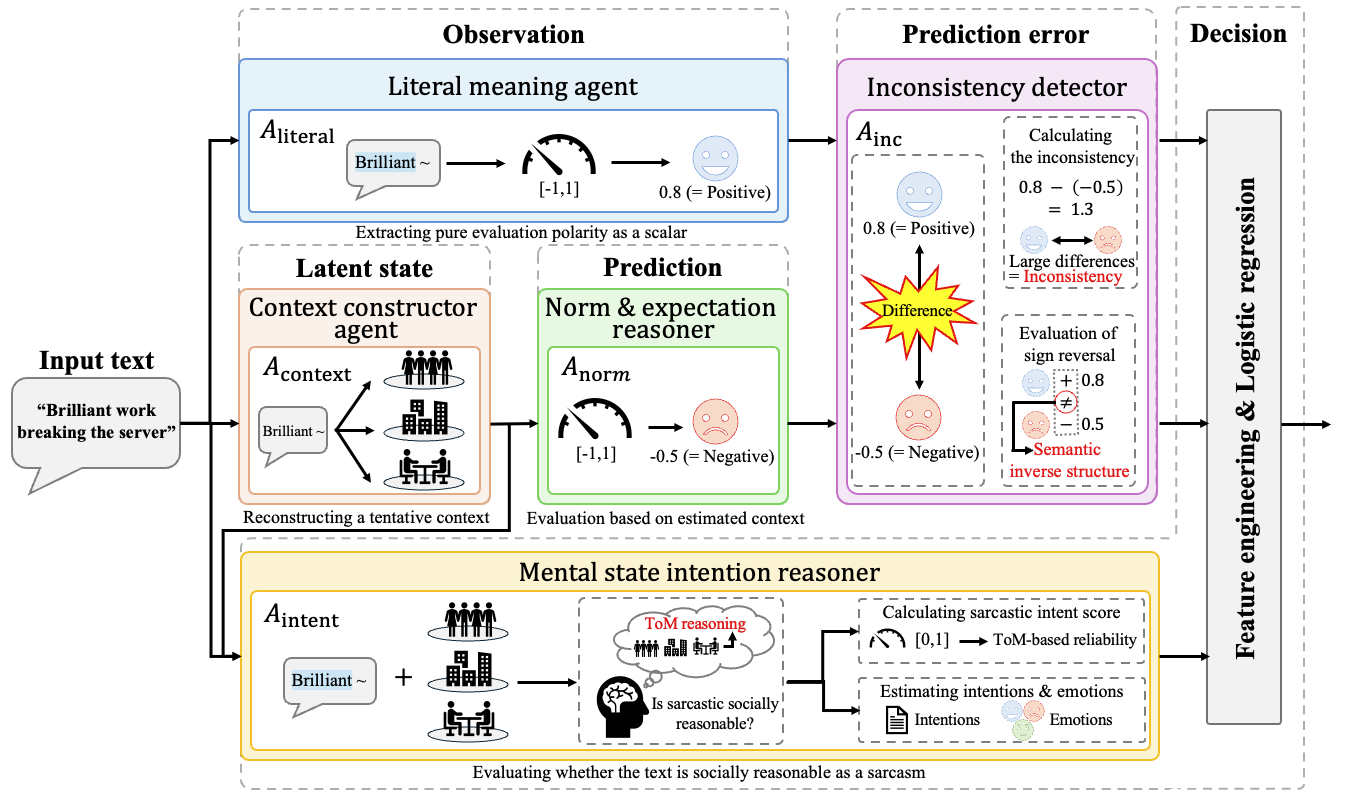 Observation
Prediction error
Decision
Literal meaning agent
A_literal
Brilliant ~
[-1,1]
0.8 (= Positive)
Extracting pure evaluation polarity as a scalar
Inconsistency detector
A_inc
0.8 (= Positive)
Difference
-0.5 (= Negative)
Calculating
the inconsistency
0.8 − (−0.5)
= 1.3
Large differences
= Inconsistency
Evaluation of
sign reversal
+ 0.8
≠
− 0.5
Semantic
inverse structure
Latent state
Context constructor
agent
A_context
Brilliant ~
Reconstructing a tentative context
Prediction
Norm & expectation
reasoner
A_norm
[-1,1]
-0.5 (= Negative)
Evaluation based on estimated context
Input text
“Brilliant work
breaking the server”
Mental state intention reasoner
A_intent
Brilliant ~
+
ToM reasoning
Is sarcastic socially
reasonable?
Calculating sarcastic intent score
[0,1]
ToM-based reliability
Estimating intentions & emotions
Intentions
Emotions
Evaluating whether the text is socially reasonable as a sarcasm
Feature engineering & Logistic regression